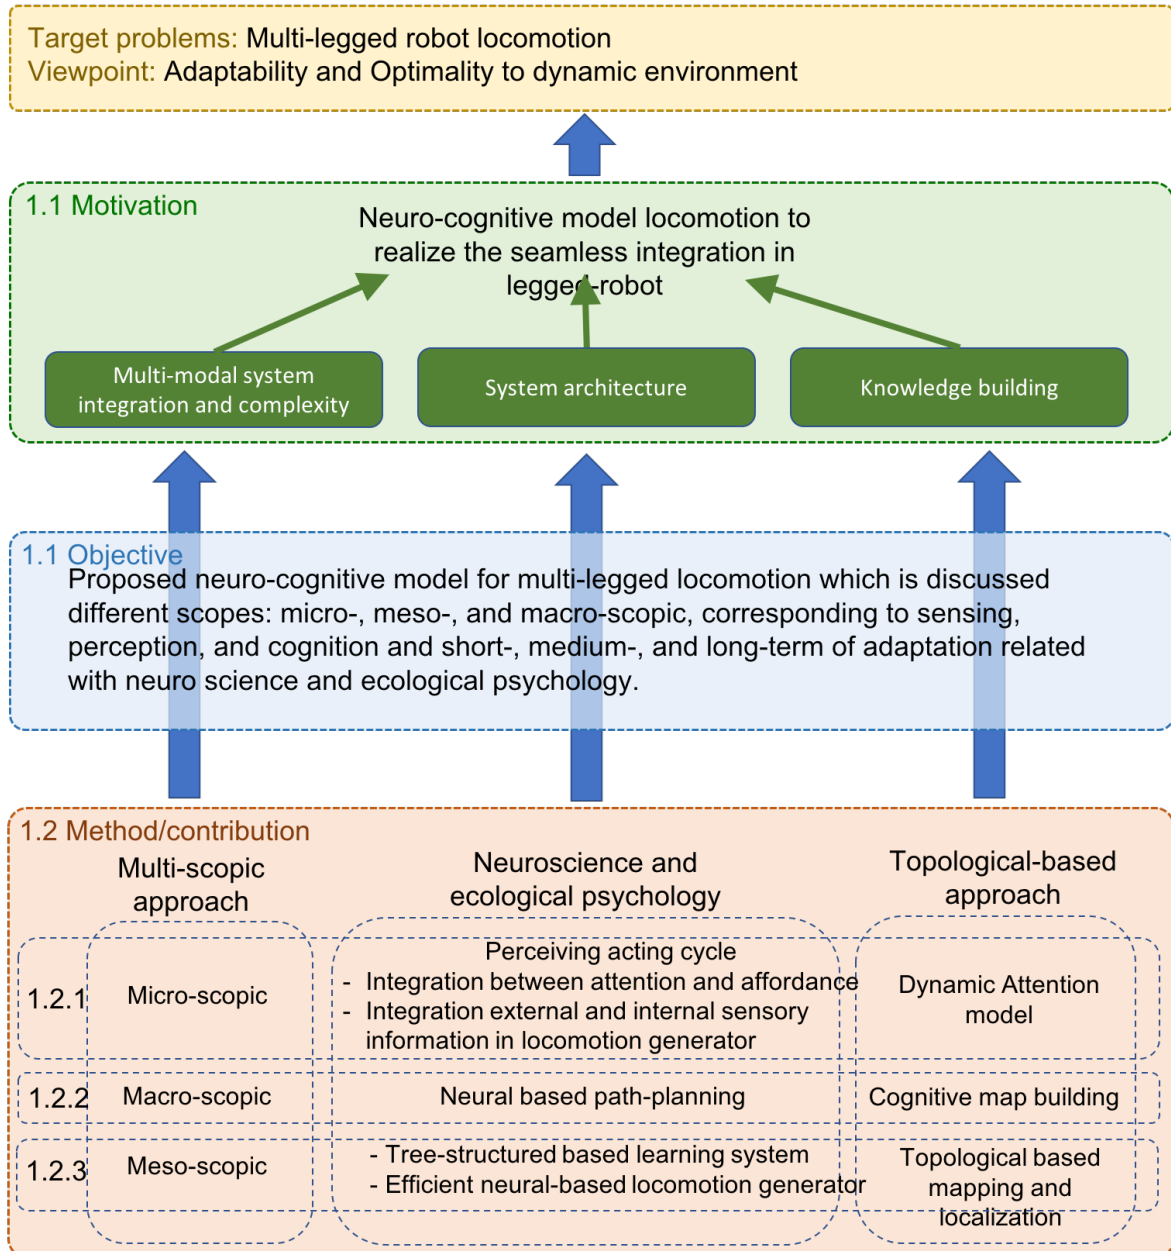 Target problems: Multi-legged robot locomotion
Viewpoint: Adaptability and Optimality to dynamic environment
1.1 Motivation
Neuro-cognitive model locomotion to
realize the seamless integration in
legged-robot
Multi-modal system
integration and complexity
System architecture
Knowledge building
1.1 Objective
Proposed neuro-cognitive model for multi-legged locomotion which is discussed
different scopes: micro-, meso-, and macro-scopic, corresponding to sensing,
perception, and cognition and short-, medium-, and long-term of adaptation related
with neuro science and ecological psychology.
1.2 Method/contribution
Multi-scopic
approach
Neuroscience and
ecological psychology
Topological-based
approach
1.2.1
Micro-scopic
Perceiving acting cycle
- Integration between attention and affordance
- Integration external and internal sensory
information in locomotion generator
Dynamic Attention
model
1.2.2
Macro-scopic
Neural based path-planning
Cognitive map building
1.2.3
Meso-scopic
- Tree-structured based learning system
- Efficient neural-based locomotion generator
Topological based
mapping and
localization